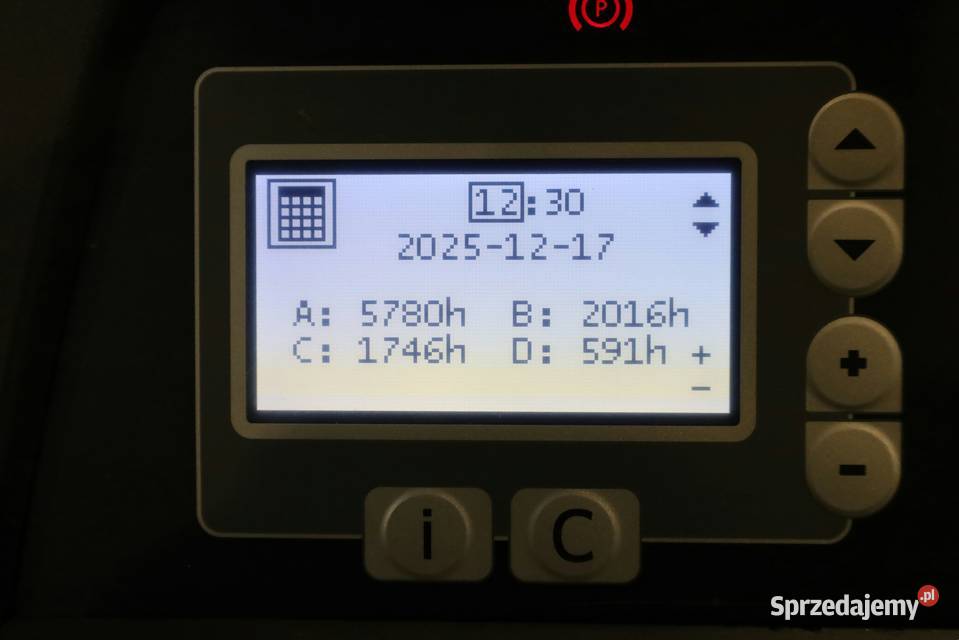 P
12:30
2025-12-17
A: 5780h B: 2016h
C: 1746h D: 591h +
-
+
-
i C
Sprzedajemy.pl